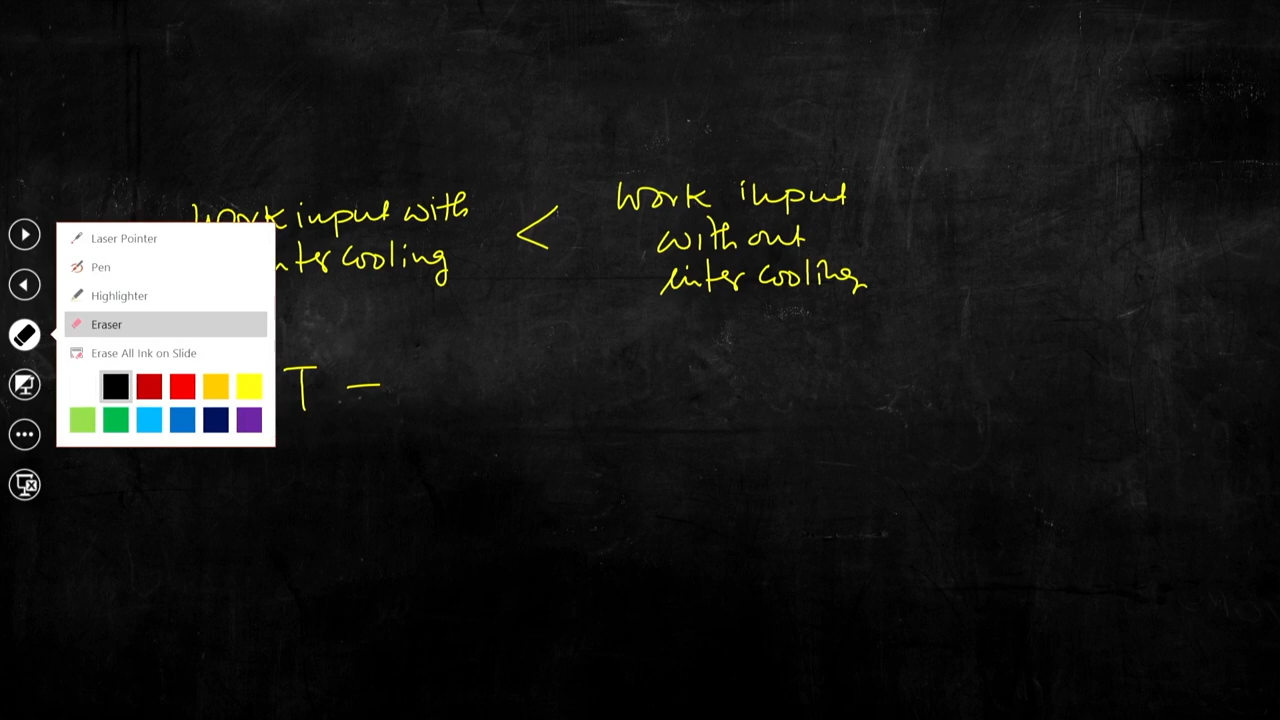 work input with
intercooling
<
work input
without
intercooling
Laser Pointer
Pen
Highlighter
Eraser
Erase All Ink on Slide
T –